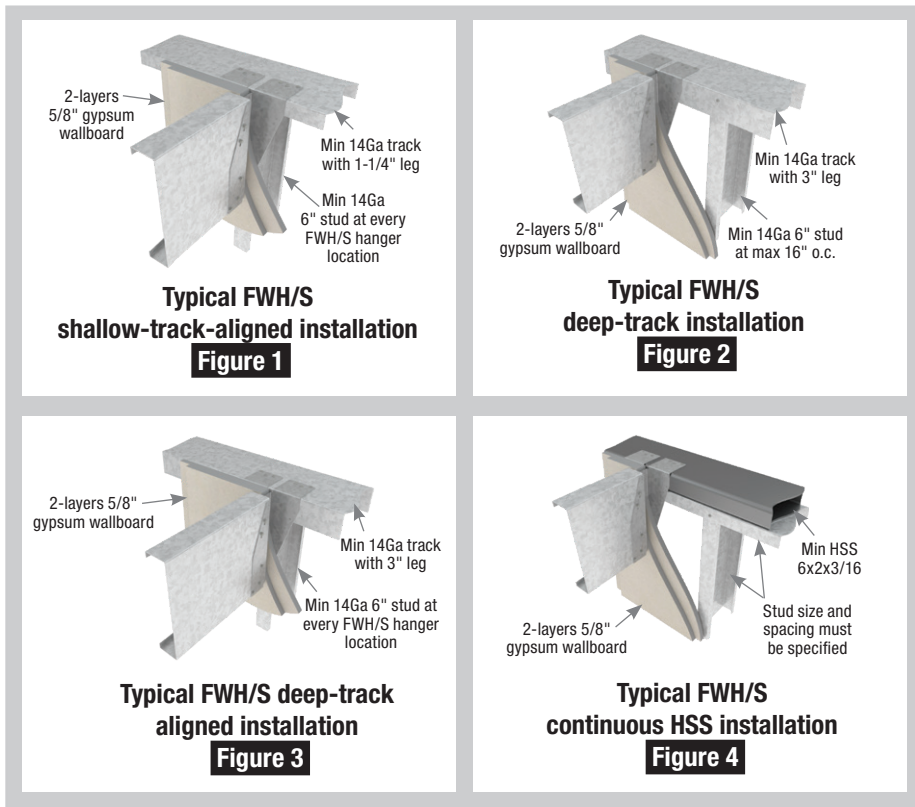 2-layers
5/8" gypsum
wallboard
Min 14Ga track
with 1-1/4" leg
Min 14Ga
6" stud at every
FWH/S hanger
location
Typical FWH/S
shallow-track-aligned installation
Figure 1
Min 14Ga track
with 3" leg
2-layers 5/8"
gypsum wallboard
Min 14Ga 6" stud
at max 16" o.c.
Typical FWH/S
deep-track installation
Figure 2
2-layers 5/8"
gypsum wallboard
Min 14Ga track
with 3" leg
Min 14Ga 6" stud at
every FWH/S hanger
location
Typical FWH/S deep-track
aligned installation
Figure 3
Min HSS
6x2x3/16
Stud size and
spacing must
be specified
2-layers 5/8"
gypsum wallboard
Typical FWH/S
continuous HSS installation
Figure 4